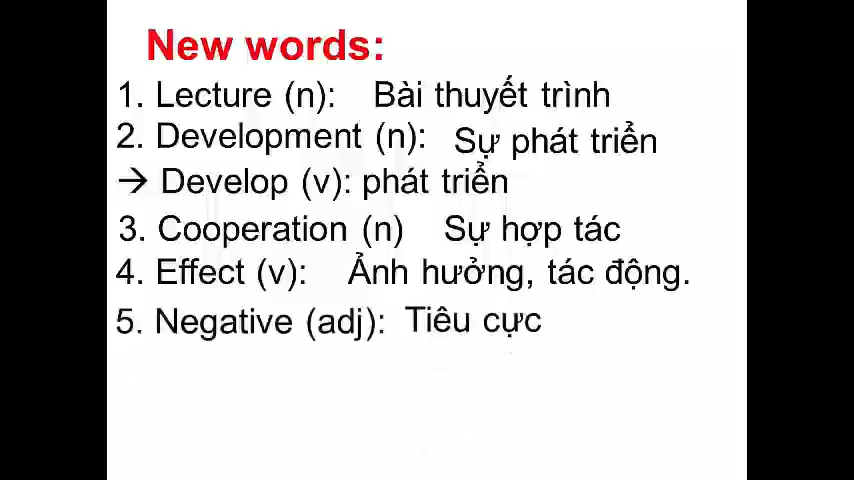 New words:
1. Lecture (n): Bài thuyết trình
2. Development (n): Sự phát triển
→ Develop (v): phát triển
3. Cooperation (n) Sự hợp tác
4. Effect (v): Ảnh hưởng, tác động.
5. Negative (adj): Tiêu cực